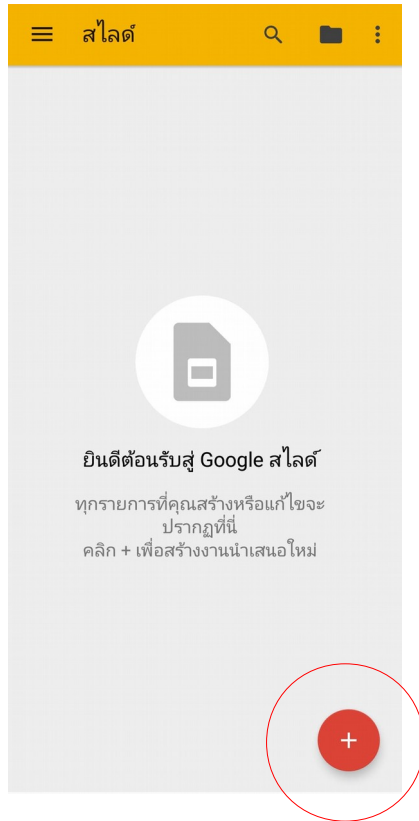 สไลด์
ยินดีต้อนรับสู่ Google สไลด์
ทุกรายการที่คุณสร้างหรือแก้ไขจะ
ปรากฏที่นี่
คลิก + เพื่อสร้างงานนำเสนอใหม่
+